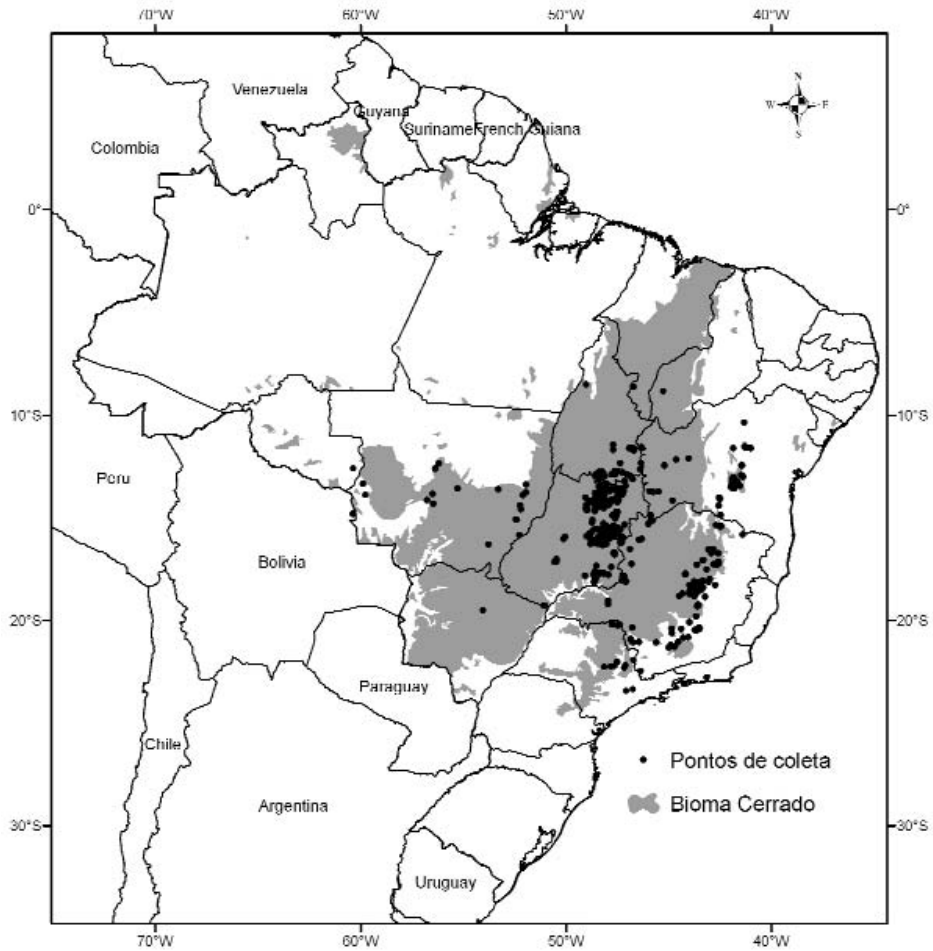 70°W 60°W 50°W 40°W
N
W E
S
Venezuela
Guyana
Suriname French Guiana
Colombia
0° 0°
10°S 10°S
Peru
Bolivia
20°S 20°S
Paraguay
Chile
Pontos de coleta
Argentina
Bioma Cerrado
30°S 30°S
Uruguay
70°W 60°W 50°W 40°W